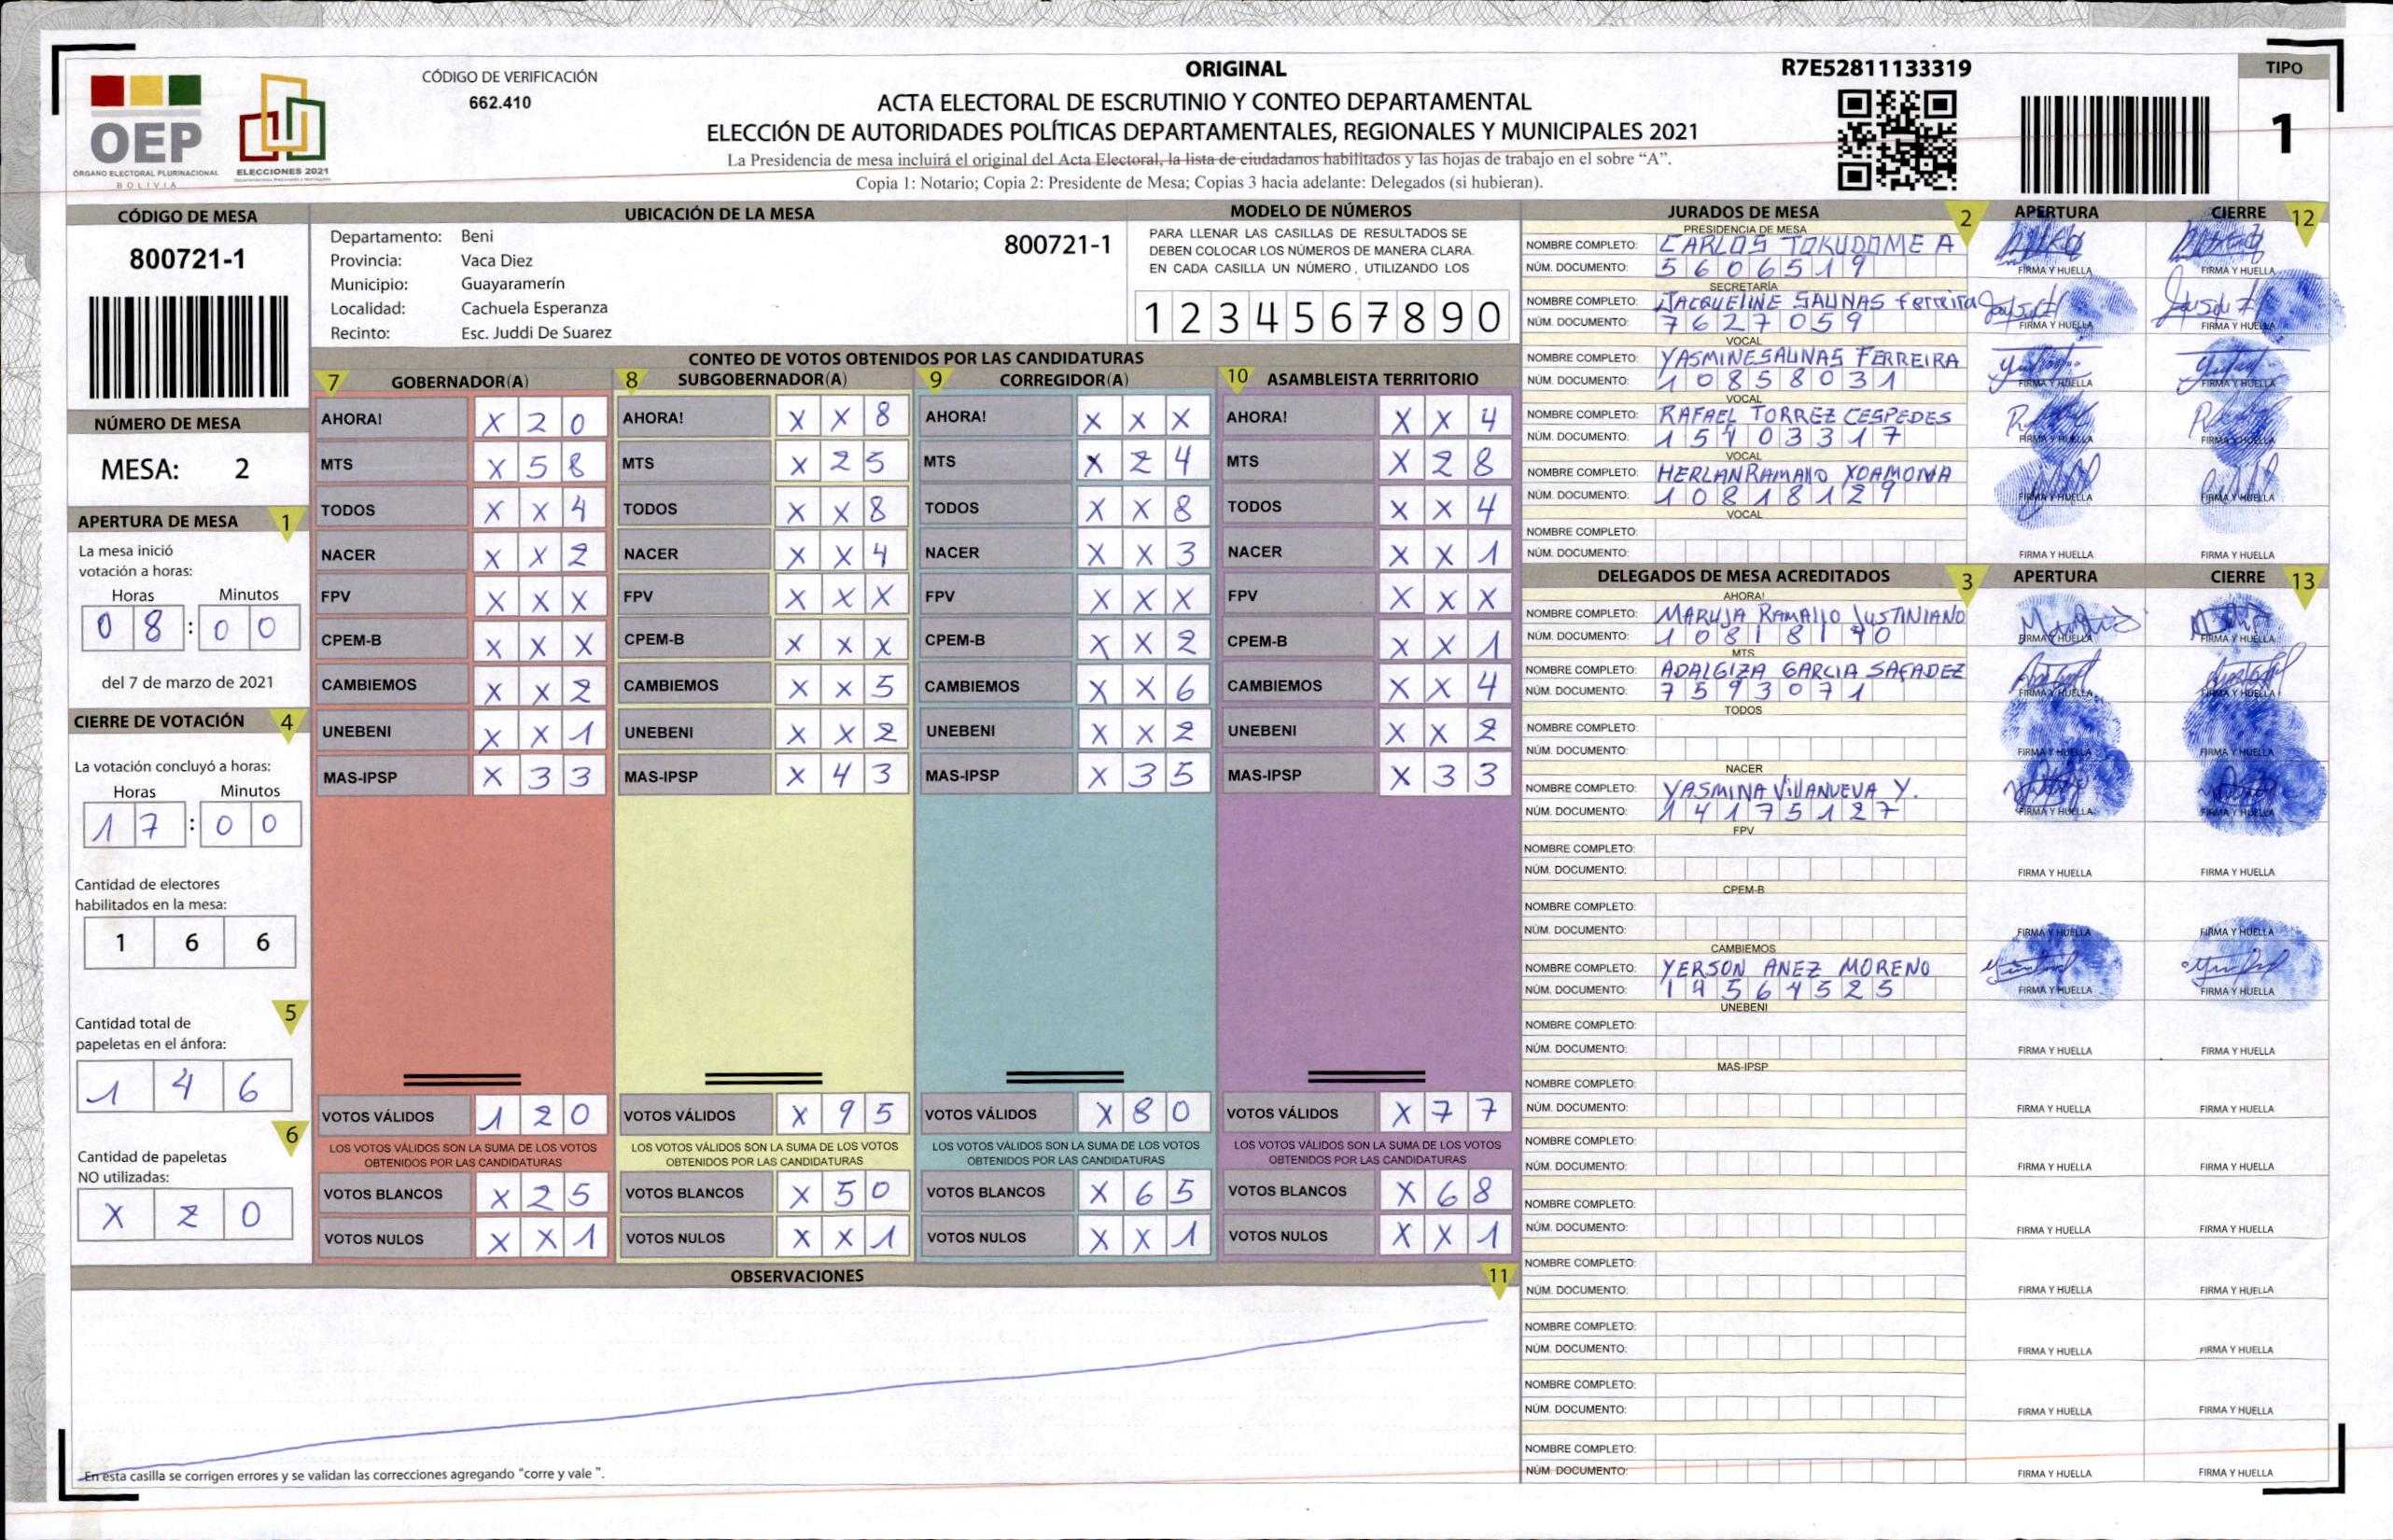 OEP
ÓRGANO ELECTORAL PLURINACIONAL
BOLIVIA
ELECCIONES 2021
CÓDIGO DE VERIFICACIÓN
662.410
ORIGINAL
ACTA ELECTORAL DE ESCRUTINIO Y CONTEO DEPARTAMENTAL
ELECCIÓN DE AUTORIDADES POLÍTICAS DEPARTAMENTALES, REGIONALES Y MUNICIPALES 2021
La Presidencia de mesa incluirá el original del Acta Electoral, la lista de ciudadanos habilitados y las hojas de trabajo en el sobre “A”.
Copia 1: Notario; Copia 2: Presidente de Mesa; Copias 3 hacia adelante: Delegados (si hubieran).
R7E52811133319
TIPO
1
CÓDIGO DE MESA
800721-1
NÚMERO DE MESA
MESA: 2
APERTURA DE MESA 1
La mesa inició
votación a horas:
Horas Minutos
0 8 : 0 0
del 7 de marzo de 2021
CIERRE DE VOTACIÓN 4
La votación concluyó a horas:
Horas Minutos
1 7 : 0 0
Cantidad de electores
habilitados en la mesa:
1 6 6
5
Cantidad total de
papeletas en el ánfora:
1 4 6
6
Cantidad de papeletas
NO utilizadas:
X 2 0
UBICACIÓN DE LA MESA
Departamento: Beni
Provincia: Vaca Diez
Municipio: Guayaramerín
Localidad: Cachuela Esperanza
Recinto: Esc. Juddi De Suarez
800721-1
MODELO DE NÚMEROS
PARA LLENAR LAS CASILLAS DE RESULTADOS SE
DEBEN COLOCAR LOS NÚMEROS DE MANERA CLARA.
EN CADA CASILLA UN NÚMERO, UTILIZANDO LOS
1 2 3 4 5 6 7 8 9 0
CONTEO DE VOTOS OBTENIDOS POR LAS CANDIDATURAS
7 GOBERNADOR(A)
AHORA! X 2 0
MTS X 5 8
TODOS X X 4
NACER X X 2
FPV X X X
CPEM-B X X X
CAMBIEMOS X X 2
UNEBENI X X 1
MAS-IPSP X 3 3
VOTOS VÁLIDOS 1 2 0
LOS VOTOS VÁLIDOS SON LA SUMA DE LOS VOTOS
OBTENIDOS POR LAS CANDIDATURAS
VOTOS BLANCOS X 2 5
VOTOS NULOS X X 1
8 SUBGOBERNADOR(A)
AHORA! X X 8
MTS X 2 5
TODOS X X 8
NACER X X 4
FPV X X X
CPEM-B X X X
CAMBIEMOS X X 5
UNEBENI X X 2
MAS-IPSP X 4 3
VOTOS VÁLIDOS X 9 5
LOS VOTOS VÁLIDOS SON LA SUMA DE LOS VOTOS
OBTENIDOS POR LAS CANDIDATURAS
VOTOS BLANCOS X 5 0
VOTOS NULOS X X 1
9 CORREGIDOR(A)
AHORA! X X X
MTS X 2 4
TODOS X X 8
NACER X X 3
FPV X X X
CPEM-B X X 2
CAMBIEMOS X X 6
UNEBENI X X 2
MAS-IPSP X 3 5
VOTOS VÁLIDOS X 8 0
LOS VOTOS VÁLIDOS SON LA SUMA DE LOS VOTOS
OBTENIDOS POR LAS CANDIDATURAS
VOTOS BLANCOS X 6 5
VOTOS NULOS X X 1
10 ASAMBLEISTA TERRITORIO
AHORA! X X 4
MTS X 2 8
TODOS X X 4
NACER X X 1
FPV X X X
CPEM-B X X 1
CAMBIEMOS X X 4
UNEBENI X X 2
MAS-IPSP X 3 3
VOTOS VÁLIDOS X 7 7
LOS VOTOS VÁLIDOS SON LA SUMA DE LOS VOTOS
OBTENIDOS POR LAS CANDIDATURAS
VOTOS BLANCOS X 6 8
VOTOS NULOS X X 1
OBSERVACIONES 11
En esta casilla se corrigen errores y se validan las correcciones agregando “corre y vale ”.
JURADOS DE MESA 2 APERTURA CIERRE 12
PRESIDENCIA DE MESA
NOMBRE COMPLETO: CARLOS TOKUDOME A
NÚM. DOCUMENTO: 5606519 FIRMA Y HUELLA FIRMA Y HUELLA
SECRETARÍA
NOMBRE COMPLETO: JACQUELINE SALINAS Ferreira
NÚM. DOCUMENTO: 7627059 FIRMA Y HUELLA FIRMA Y HUELLA
VOCAL
NOMBRE COMPLETO: YASMINE SALINAS FERREIRA
NÚM. DOCUMENTO: 10858031 FIRMA Y HUELLA FIRMA Y HUELLA
VOCAL
NOMBRE COMPLETO: RAFAEL TORREZ CESPEDES
NÚM. DOCUMENTO: 15403317 FIRMA Y HUELLA FIRMA Y HUELLA
VOCAL
NOMBRE COMPLETO: HERLAN RAMALLO
NÚM. DOCUMENTO: 10818129 FIRMA Y HUELLA FIRMA Y HUELLA
VOCAL
NOMBRE COMPLETO:
NÚM. DOCUMENTO: FIRMA Y HUELLA FIRMA Y HUELLA
DELEGADOS DE MESA ACREDITADOS 3 APERTURA CIERRE 13
AHORA!
NOMBRE COMPLETO: MARUJA RAMALLO JUSTINIANO
NÚM. DOCUMENTO: 10818140 FIRMA Y HUELLA FIRMA Y HUELLA
MTS
NOMBRE COMPLETO: ADALGIZA GARCIA SAFADEZ
NÚM. DOCUMENTO: 7593071 FIRMA Y HUELLA FIRMA Y HUELLA
TODOS
NOMBRE COMPLETO:
NÚM. DOCUMENTO: FIRMA Y HUELLA FIRMA Y HUELLA
NACER
NOMBRE COMPLETO: YASMINA VILLANUEVA Y.
NÚM. DOCUMENTO: 14175127 FIRMA Y HUELLA FIRMA Y HUELLA
FPV
NOMBRE COMPLETO:
NÚM. DOCUMENTO: FIRMA Y HUELLA FIRMA Y HUELLA
CPEM-B
NOMBRE COMPLETO:
NÚM. DOCUMENTO: FIRMA Y HUELLA FIRMA Y HUELLA
CAMBIEMOS
NOMBRE COMPLETO: YERSON ANEZ MORENO
NÚM. DOCUMENTO: 14564525 FIRMA Y HUELLA FIRMA Y HUELLA
UNEBENI
NOMBRE COMPLETO:
NÚM. DOCUMENTO: FIRMA Y HUELLA FIRMA Y HUELLA
MAS-IPSP
NOMBRE COMPLETO:
NÚM. DOCUMENTO: FIRMA Y HUELLA FIRMA Y HUELLA
NOMBRE COMPLETO:
NÚM. DOCUMENTO: FIRMA Y HUELLA FIRMA Y HUELLA
NOMBRE COMPLETO:
NÚM. DOCUMENTO: FIRMA Y HUELLA FIRMA Y HUELLA
NOMBRE COMPLETO:
NÚM. DOCUMENTO: FIRMA Y HUELLA FIRMA Y HUELLA
NOMBRE COMPLETO:
NÚM. DOCUMENTO: FIRMA Y HUELLA FIRMA Y HUELLA
NOMBRE COMPLETO:
NÚM. DOCUMENTO: FIRMA Y HUELLA FIRMA Y HUELLA
NOMBRE COMPLETO:
NÚM. DOCUMENTO: FIRMA Y HUELLA FIRMA Y HUELLA